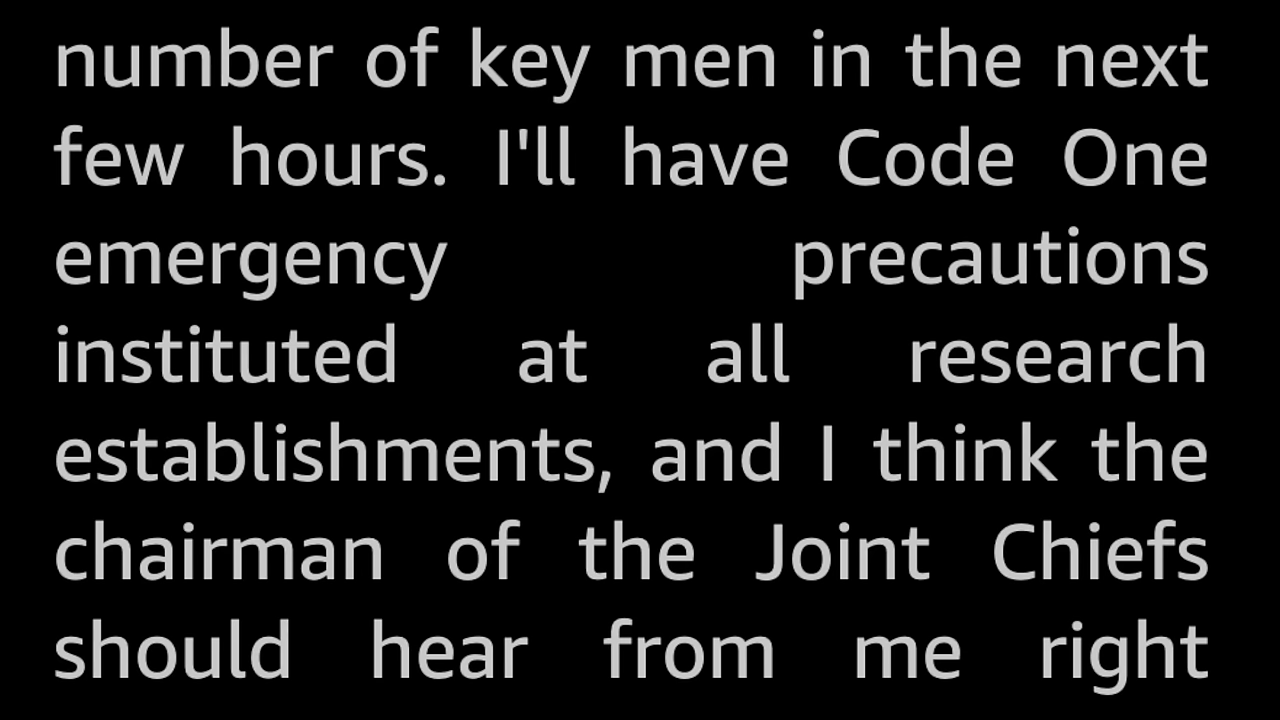 number of key men in the next
few hours. I'll have Code One
emergency precautions
instituted at all research
establishments, and I think the
chairman of the Joint Chiefs
should hear from me right